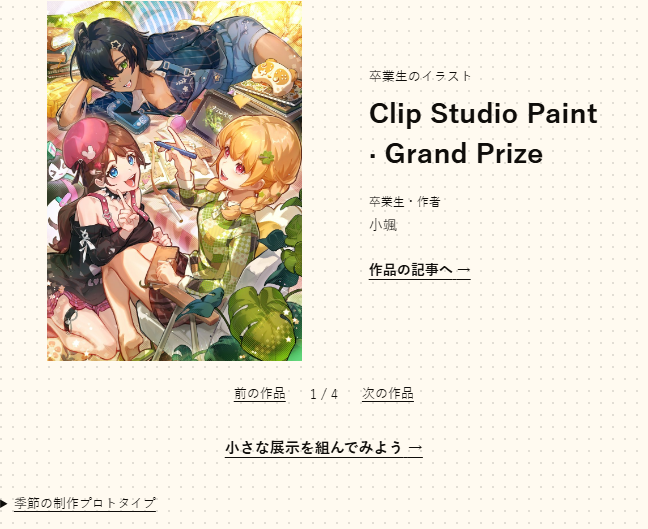 卒業生のイラスト
Clip Studio Paint
· Grand Prize
卒業生・作者
小颯
作品の記事へ →
前の作品 1 / 4 次の作品
小さな展示を組んでみよう →
▶ 季節の制作プロトタイプ